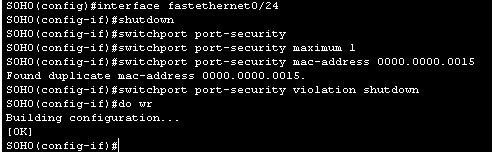 SOHO(config)#interface fastethernet0/24
SOHO(config-if)#shutdown
SOHO(config-if)#switchport port-security
SOHO(config-if)#switchport port-security maximum 1
SOHO(config-if)#switchport port-security mac-address 0000.0000.0015
Found duplicate mac-address 0000.0000.0015.
SOHO(config-if)#switchport port-security violation shutdown
SOHO(config-if)#do wr
Building configuration...
[OK]
SOHO(config-if)#